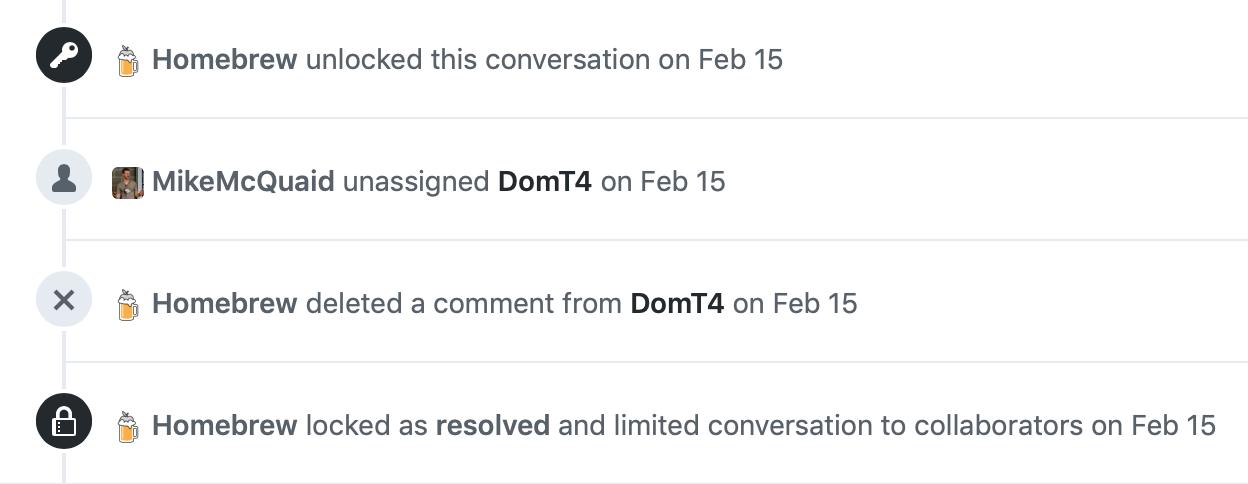 Homebrew unlocked this conversation on Feb 15
MikeMcQuaid unassigned DomT4 on Feb 15
Homebrew deleted a comment from DomT4 on Feb 15
Homebrew locked as resolved and limited conversation to collaborators on Feb 15